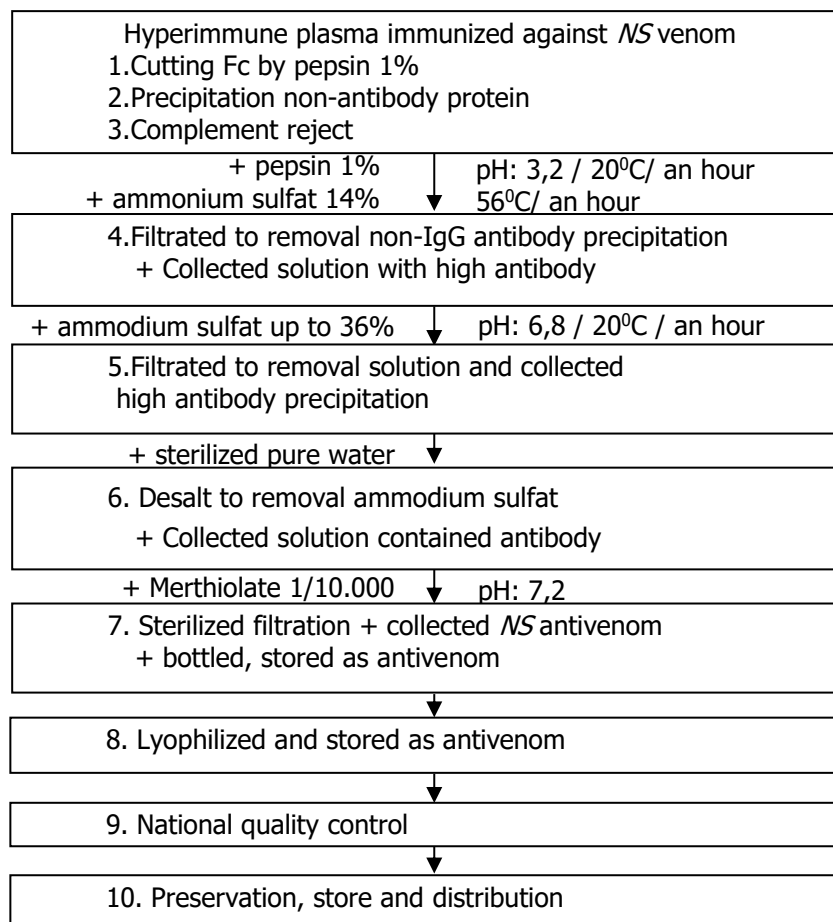 Hyperimmune plasma immunized against NS venom
1.Cutting Fc by pepsin 1%
2.Precipitation non-antibody protein
3.Complement reject
+ pepsin 1% pH: 3,2 / 20⁰C/ an hour
+ ammonium sulfat 14% 56⁰C/ an hour
4.Filtrated to removal non-IgG antibody precipitation
+ Collected solution with high antibody
+ ammodium sulfat up to 36% pH: 6,8 / 20⁰C / an hour
5.Filtrated to removal solution and collected
high antibody precipitation
+ sterilized pure water
6. Desalt to removal ammodium sulfat
+ Collected solution contained antibody
+ Merthiolate 1/10.000 pH: 7,2
7. Sterilized filtration + collected NS antivenom
+ bottled, stored as antivenom
8. Lyophilized and stored as antivenom
9. National quality control
10. Preservation, store and distribution